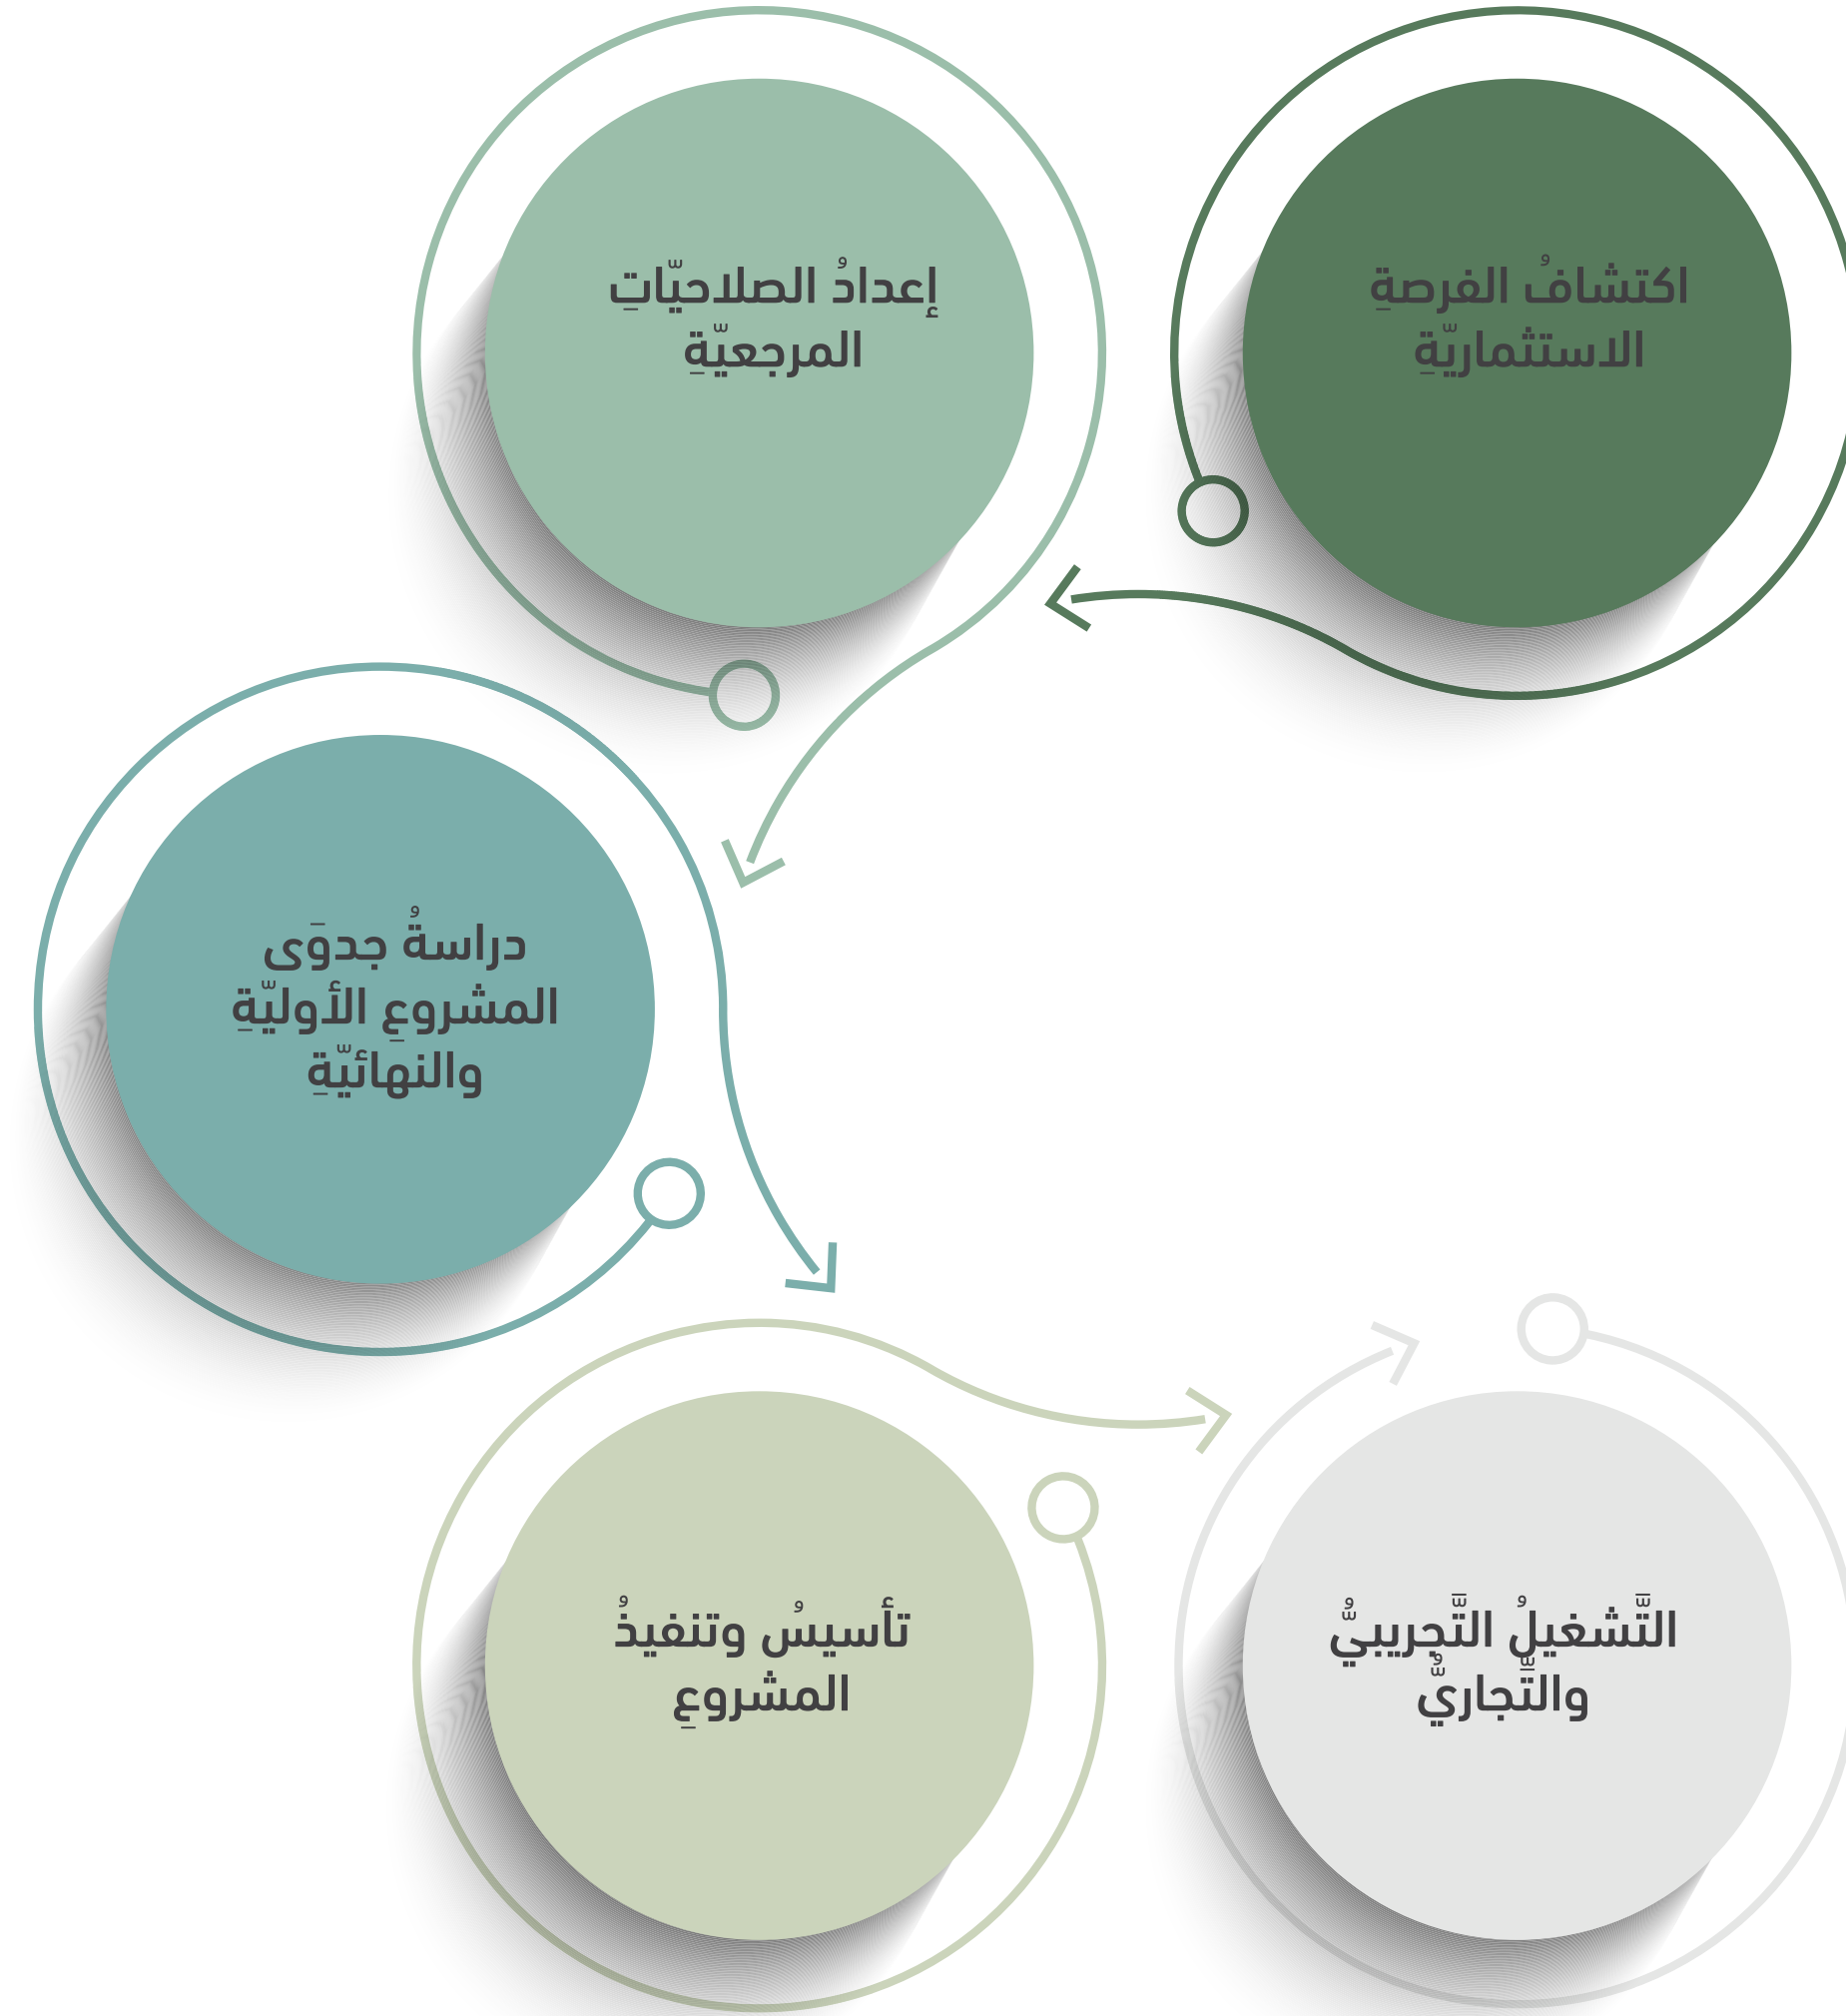 اكتشافُ الفرصةِ
الاستثماريّةِ
إعدادُ الصلاحيّاتِ
المرجعيّةِ
دراسةُ جدوَى
المشروعِ الأوليّةِ
والنهائيّةِ
تأسيسُ وتنفيذُ
المشروعِ
التَّشغيلُ التَّجريبيُّ
والتَّجاريُّ